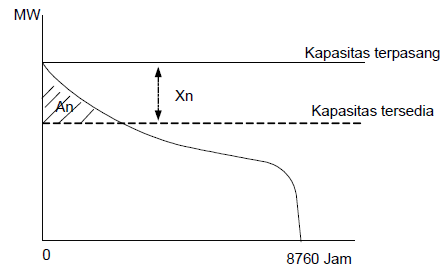 MW
Kapasitas terpasang
Xn
An
Kapasitas tersedia
0
8760 Jam